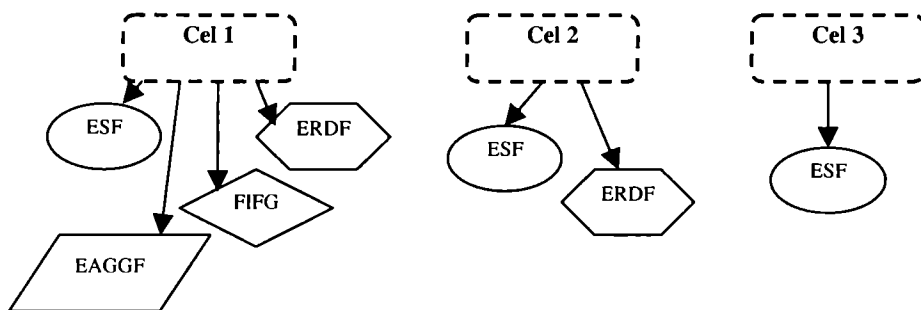 Cel 1
Cel 2
Cel 3
ESF
ERDF
ESF
ESF
FIFG
ERDF
EAGGF